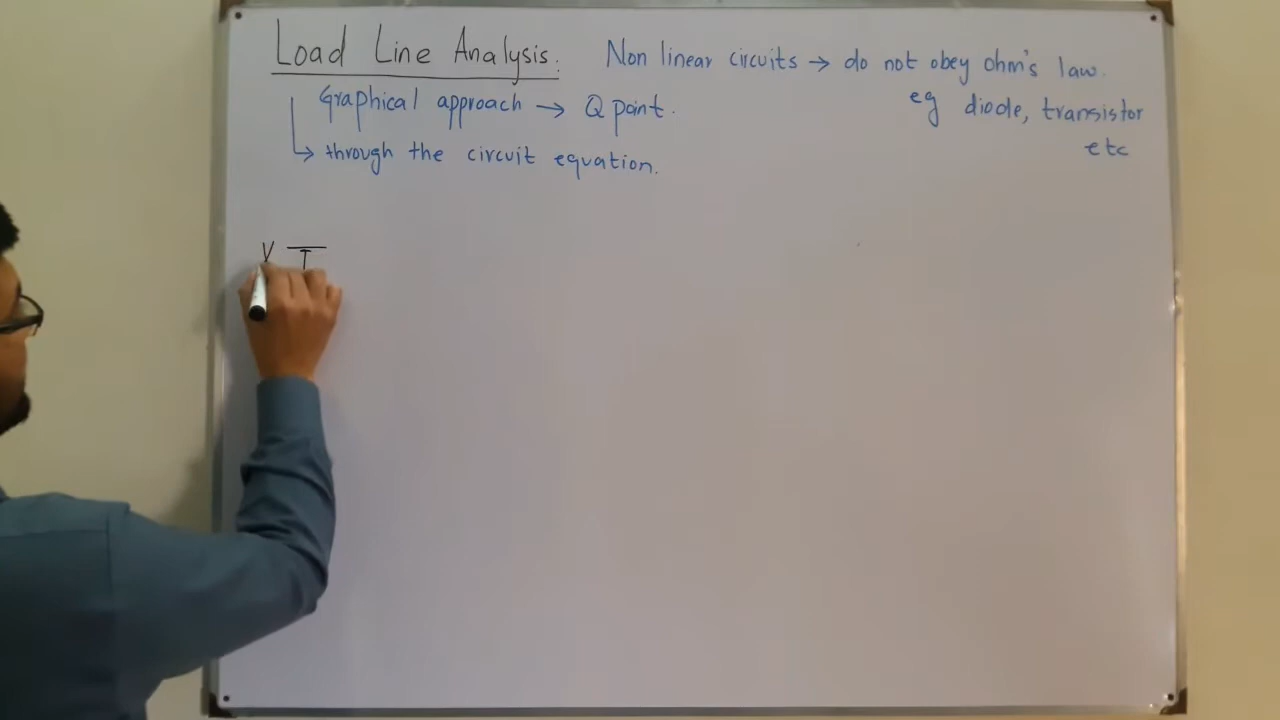 Load Line Analysis: Non linear circuits → do not obey ohm's law.
Graphical approach → Q point. eg diode, transistor
through the circuit equation. etc
V